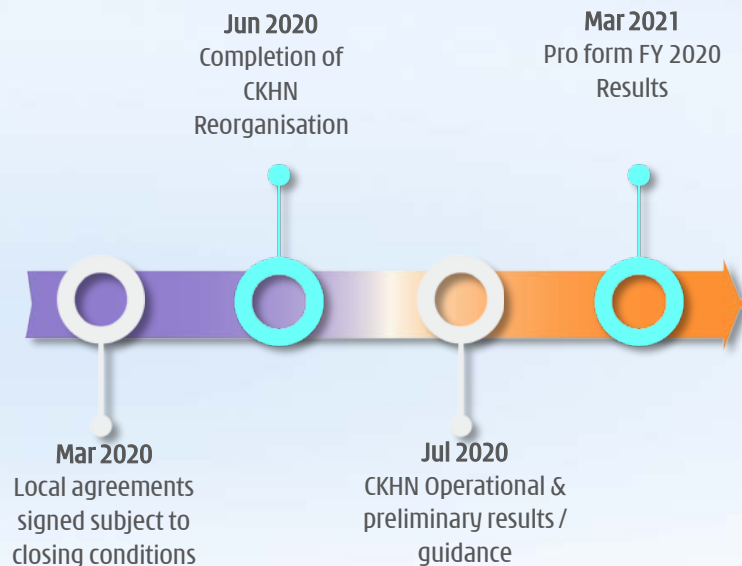 Jun 2020
Completion of
CKHN
Reorganisation
Mar 2021
Pro form FY 2020
Results
Mar 2020
Local agreements
signed subject to
closing conditions
Jul 2020
CKHN Operational &
preliminary results /
guidance